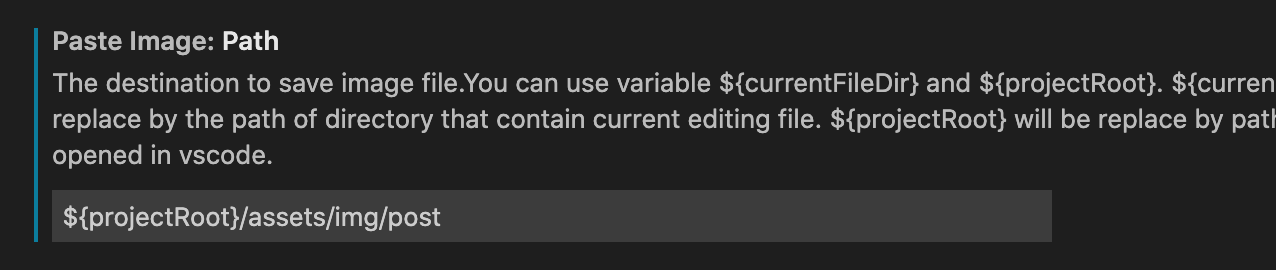 Paste Image: Path
The destination to save image file.You can use variable ${currentFileDir} and ${projectRoot}. ${curren
replace by the path of directory that contain current editing file. ${projectRoot} will be replace by path
opened in vscode.
${projectRoot}/assets/img/post